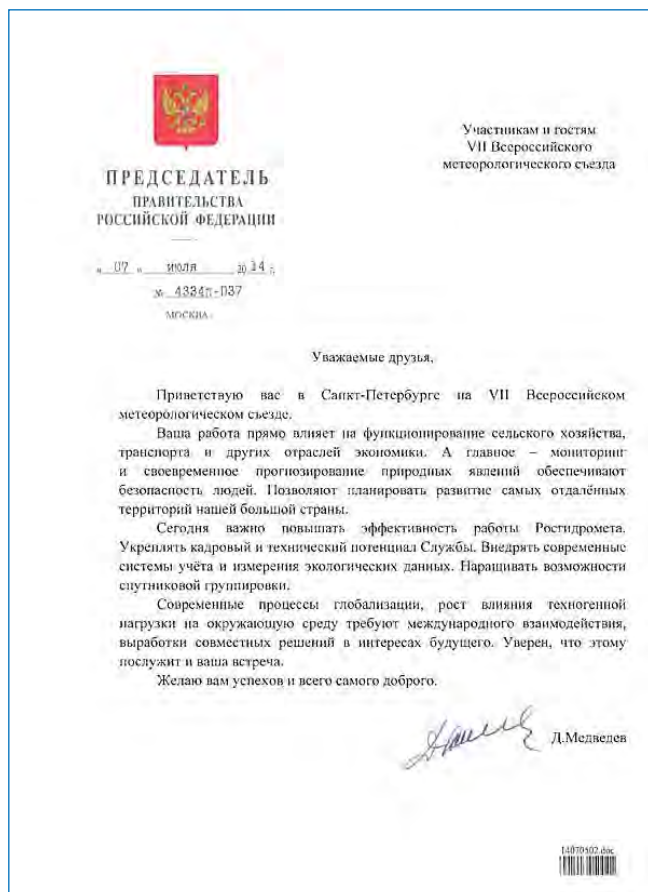 ПРЕДСЕДАТЕЛЬ
ПРАВИТЕЛЬСТВА
РОССИЙСКОЙ ФЕДЕРАЦИИ
« 07 » июля 2014 г.
№ 4334п-П37
МОСКВА
Участникам и гостям
VII Всероссийского
метеорологического съезда
Уважаемые друзья,
Приветствую вас в Санкт-Петербурге на VII Всероссийском
метеорологическом съезде.
Ваша работа прямо влияет на функционирование сельского хозяйства,
транспорта и других отраслей экономики. А главное – мониторинг
и своевременное прогнозирование природных явлений обеспечивают
безопасность людей. Позволяют планировать развитие самых отдалённых
территорий нашей большой страны.
Сегодня важно повышать эффективность работы Росгидромета.
Укреплять кадровый и технический потенциал Службы. Внедрять современные
системы учёта и измерения экологических данных. Наращивать возможности
спутниковой группировки.
Современные процессы глобализации, рост влияния техногенной
нагрузки на окружающую среду требуют международного взаимодействия,
выработки совместных решений в интересах будущего. Уверен, что этому
послужит и ваша встреча.
Желаю вам успехов и всего самого доброго.
Д.Медведев
14070502.doc